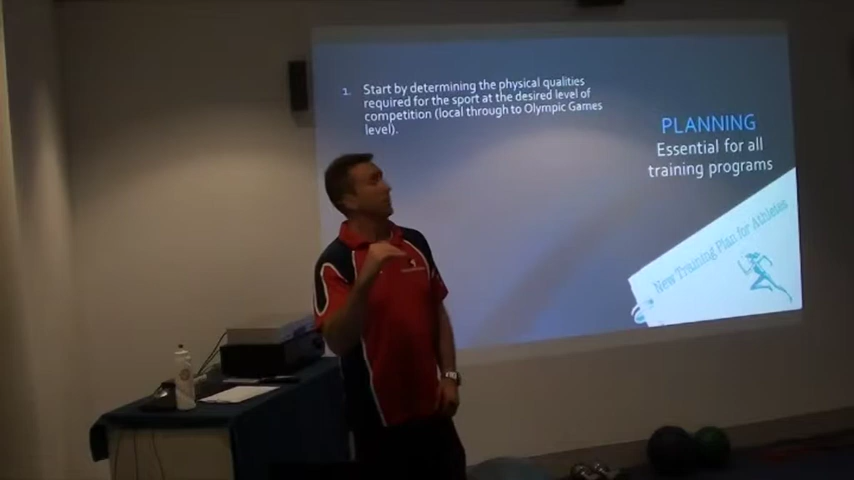 1. Start by determining the physical qualities
required for the sport at the desired level of
competition (local through to Olympic Games
level).
PLANNING
Essential for all
training programs
New Training Plan for Athletes